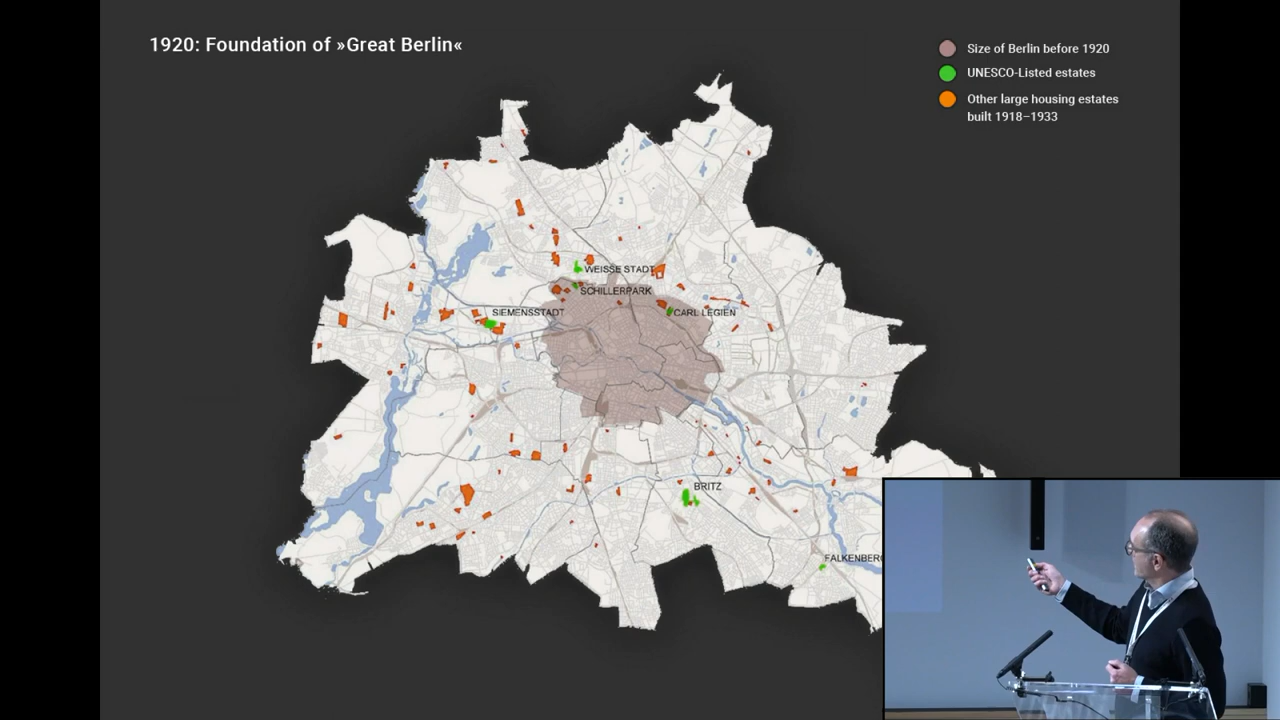 1920: Foundation of »Great Berlin«
Size of Berlin before 1920
UNESCO-Listed estates
Other large housing estates
built 1918–1933
WEISSE STADT
SCHILLERPARK
SIEMENSSTADT
CARL LEGIEN
BRITZ
FALKENBERG